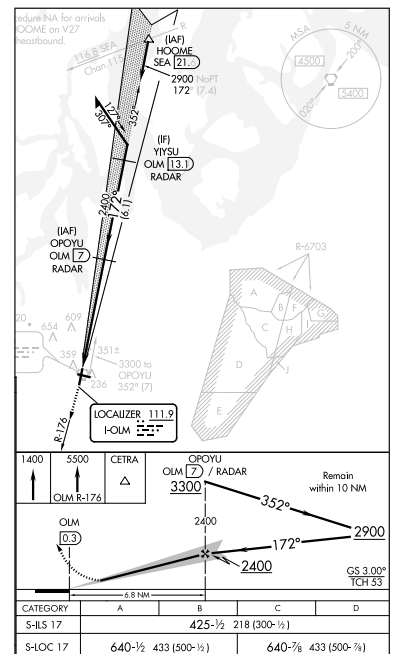 cedure NA for arrivals
OOME on V27
heastbound.
116.8 SEA
Chan 115
R
(IAF)
HOOME
SEA 21.6
2900 NoPT
172° (7.4)
352°
127°
307°
(IF)
YIYSU
OLM 13.1
RADAR
2400
172°
(6.1)
(IAF)
OPOYU
OLM 7
RADAR
MSA 5 NM
4500
5400
200°
020°
R-6703
A
B
F
G
C
H
I
D
J
E
20
654
609
359
351±
236
3300 to
OPOYU
352° (7)
R-176
LOCALIZER 111.9
I-OLM
1400
5500
OLM R-176
CETRA
OPOYU
OLM 7 / RADAR
3300
Remain
within 10 NM
352°
2900
172°
2400
2400
OLM
0.3
GS 3.00°
TCH 53
6.8 NM
CATEGORY A B C D
S-ILS 17 425-½ 218 (300-½)
S-LOC 17 640-½ 433 (500-½) 640-⅞ 433 (500-⅞)